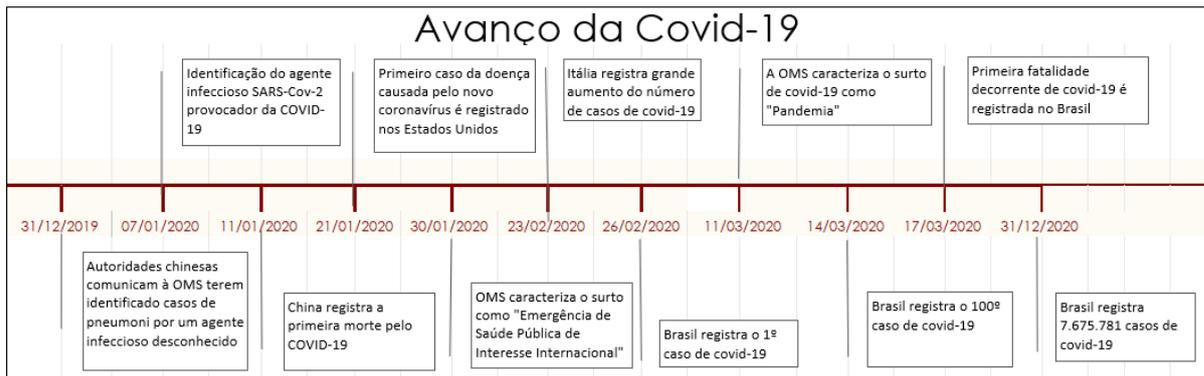 Avanço da Covid-19
Identificação do agente
infeccioso SARS-Cov-2
provocador da COVID-
19
Primeiro caso da doença
causada pelo novo
coronavírus é registrado
nos Estados Unidos
Itália registra grande
aumento do número
de casos de covid-19
A OMS caracteriza o surto
de covid-19 como
"Pandemia"
Primeira fatalidade
decorrente de covid-19 é
registrada no Brasil
31/12/2019
07/01/2020
11/01/2020
21/01/2020
30/01/2020
23/02/2020
26/02/2020
11/03/2020
14/03/2020
17/03/2020
31/12/2020
Autoridades chinesas
comunicam à OMS terem
identificado casos de
pneumoni por um agente
infeccioso desconhecido
China registra a
primeira morte pelo
COVID-19
OMS caracteriza o surto
como "Emergência de
Saúde Pública de
Interesse Internacional"
Brasil registra o 1º
caso de covid-19
Brasil registra o 100º
caso de covid-19
Brasil registra
7.675.781 casos de
covid-19